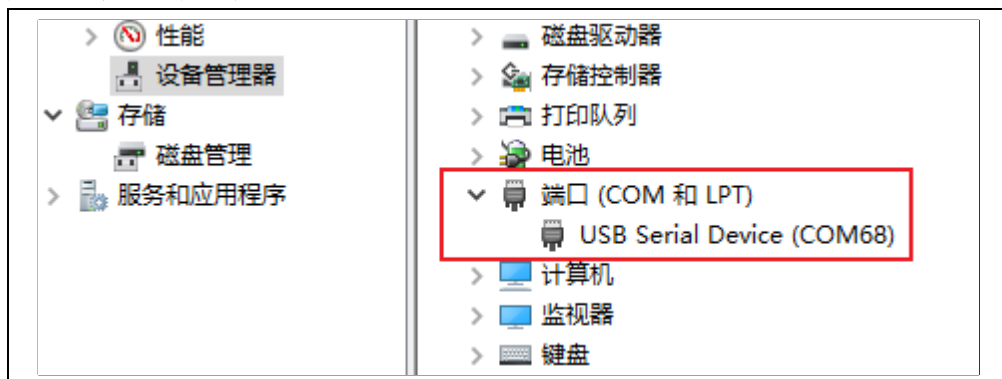 性能
设备管理器
存储
磁盘管理
服务和应用程序
磁盘驱动器
存储控制器
打印队列
电池
端口 (COM 和 LPT)
USB Serial Device (COM68)
计算机
监视器
键盘